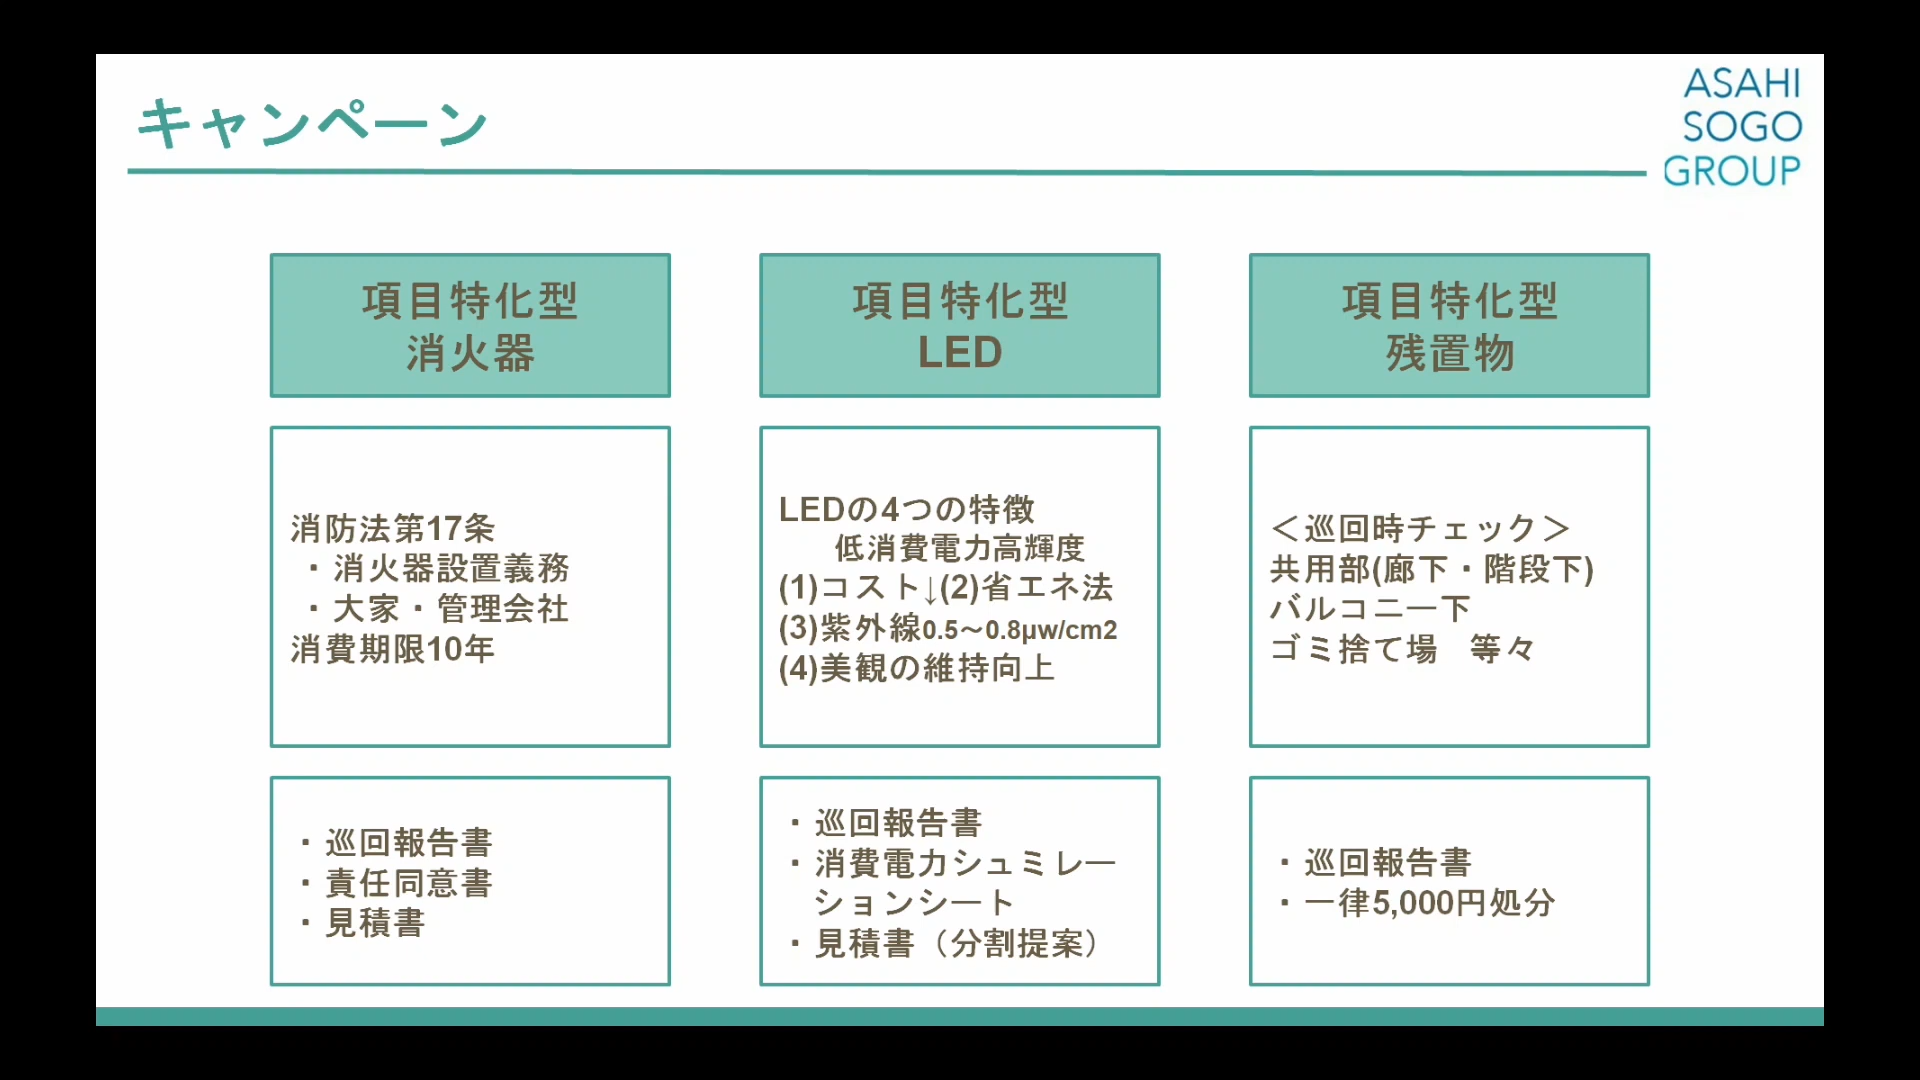 キャンペーン
ASAHI
SOGO
GROUP
項目特化型
消火器
消防法第17条
・消火器設置義務
・大家・管理会社
消費期限10年
・巡回報告書
・責任同意書
・見積書
項目特化型
LED
LEDの4つの特徴
低消費電力高輝度
(1)コスト↓(2)省エネ法
(3)紫外線0.5～0.8μw/cm2
(4)美観の維持向上
・巡回報告書
・消費電力シュミレー
ションシート
・見積書（分割提案）
項目特化型
残置物
＜巡回時チェック＞
共用部(廊下・階段下)
バルコニー下
ゴミ捨て場　等々
・巡回報告書
・一律5,000円処分